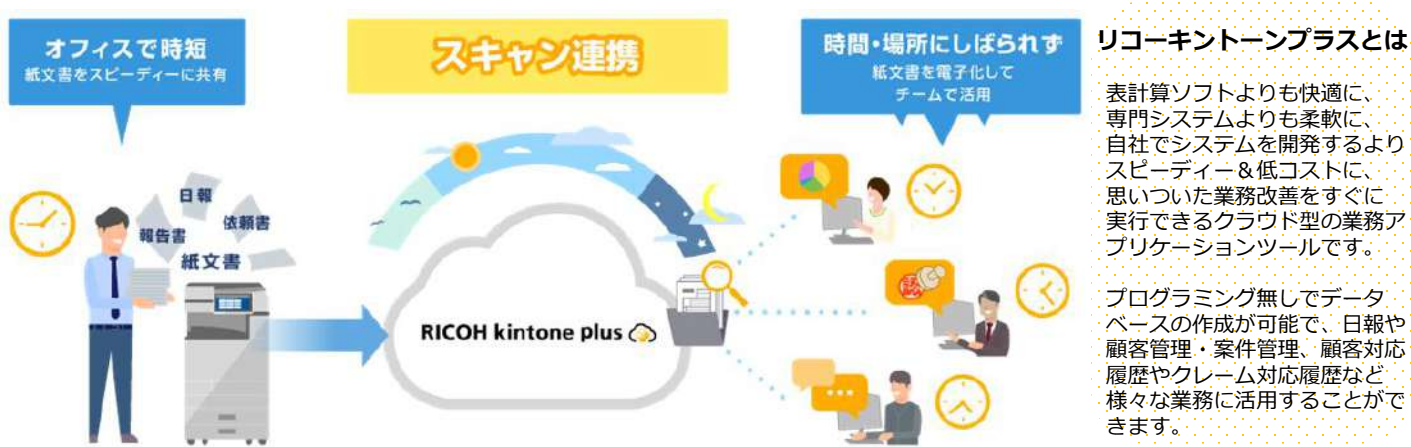 オフィスで時短
紙文書をスピーディーに共有
スキャン連携
時間・場所にしばられず
紙文書を電子化して
チームで活用
日報
依頼書
報告書
紙文書
RICOH kintone plus
リコーキントーンプラスとは
表計算ソフトよりも快適に、
専門システムよりも柔軟に、
自社でシステムを開発するより
スピーディー＆低コストに、
思いついた業務改善をすぐに
実行できるクラウド型の業務ア
プリケーションツールです。
プログラミング無しでデータ
ベースの作成が可能で、日報や
顧客管理・案件管理、顧客対応
履歴やクレーム対応履歴など
様々な業務に活用することがで
きます。